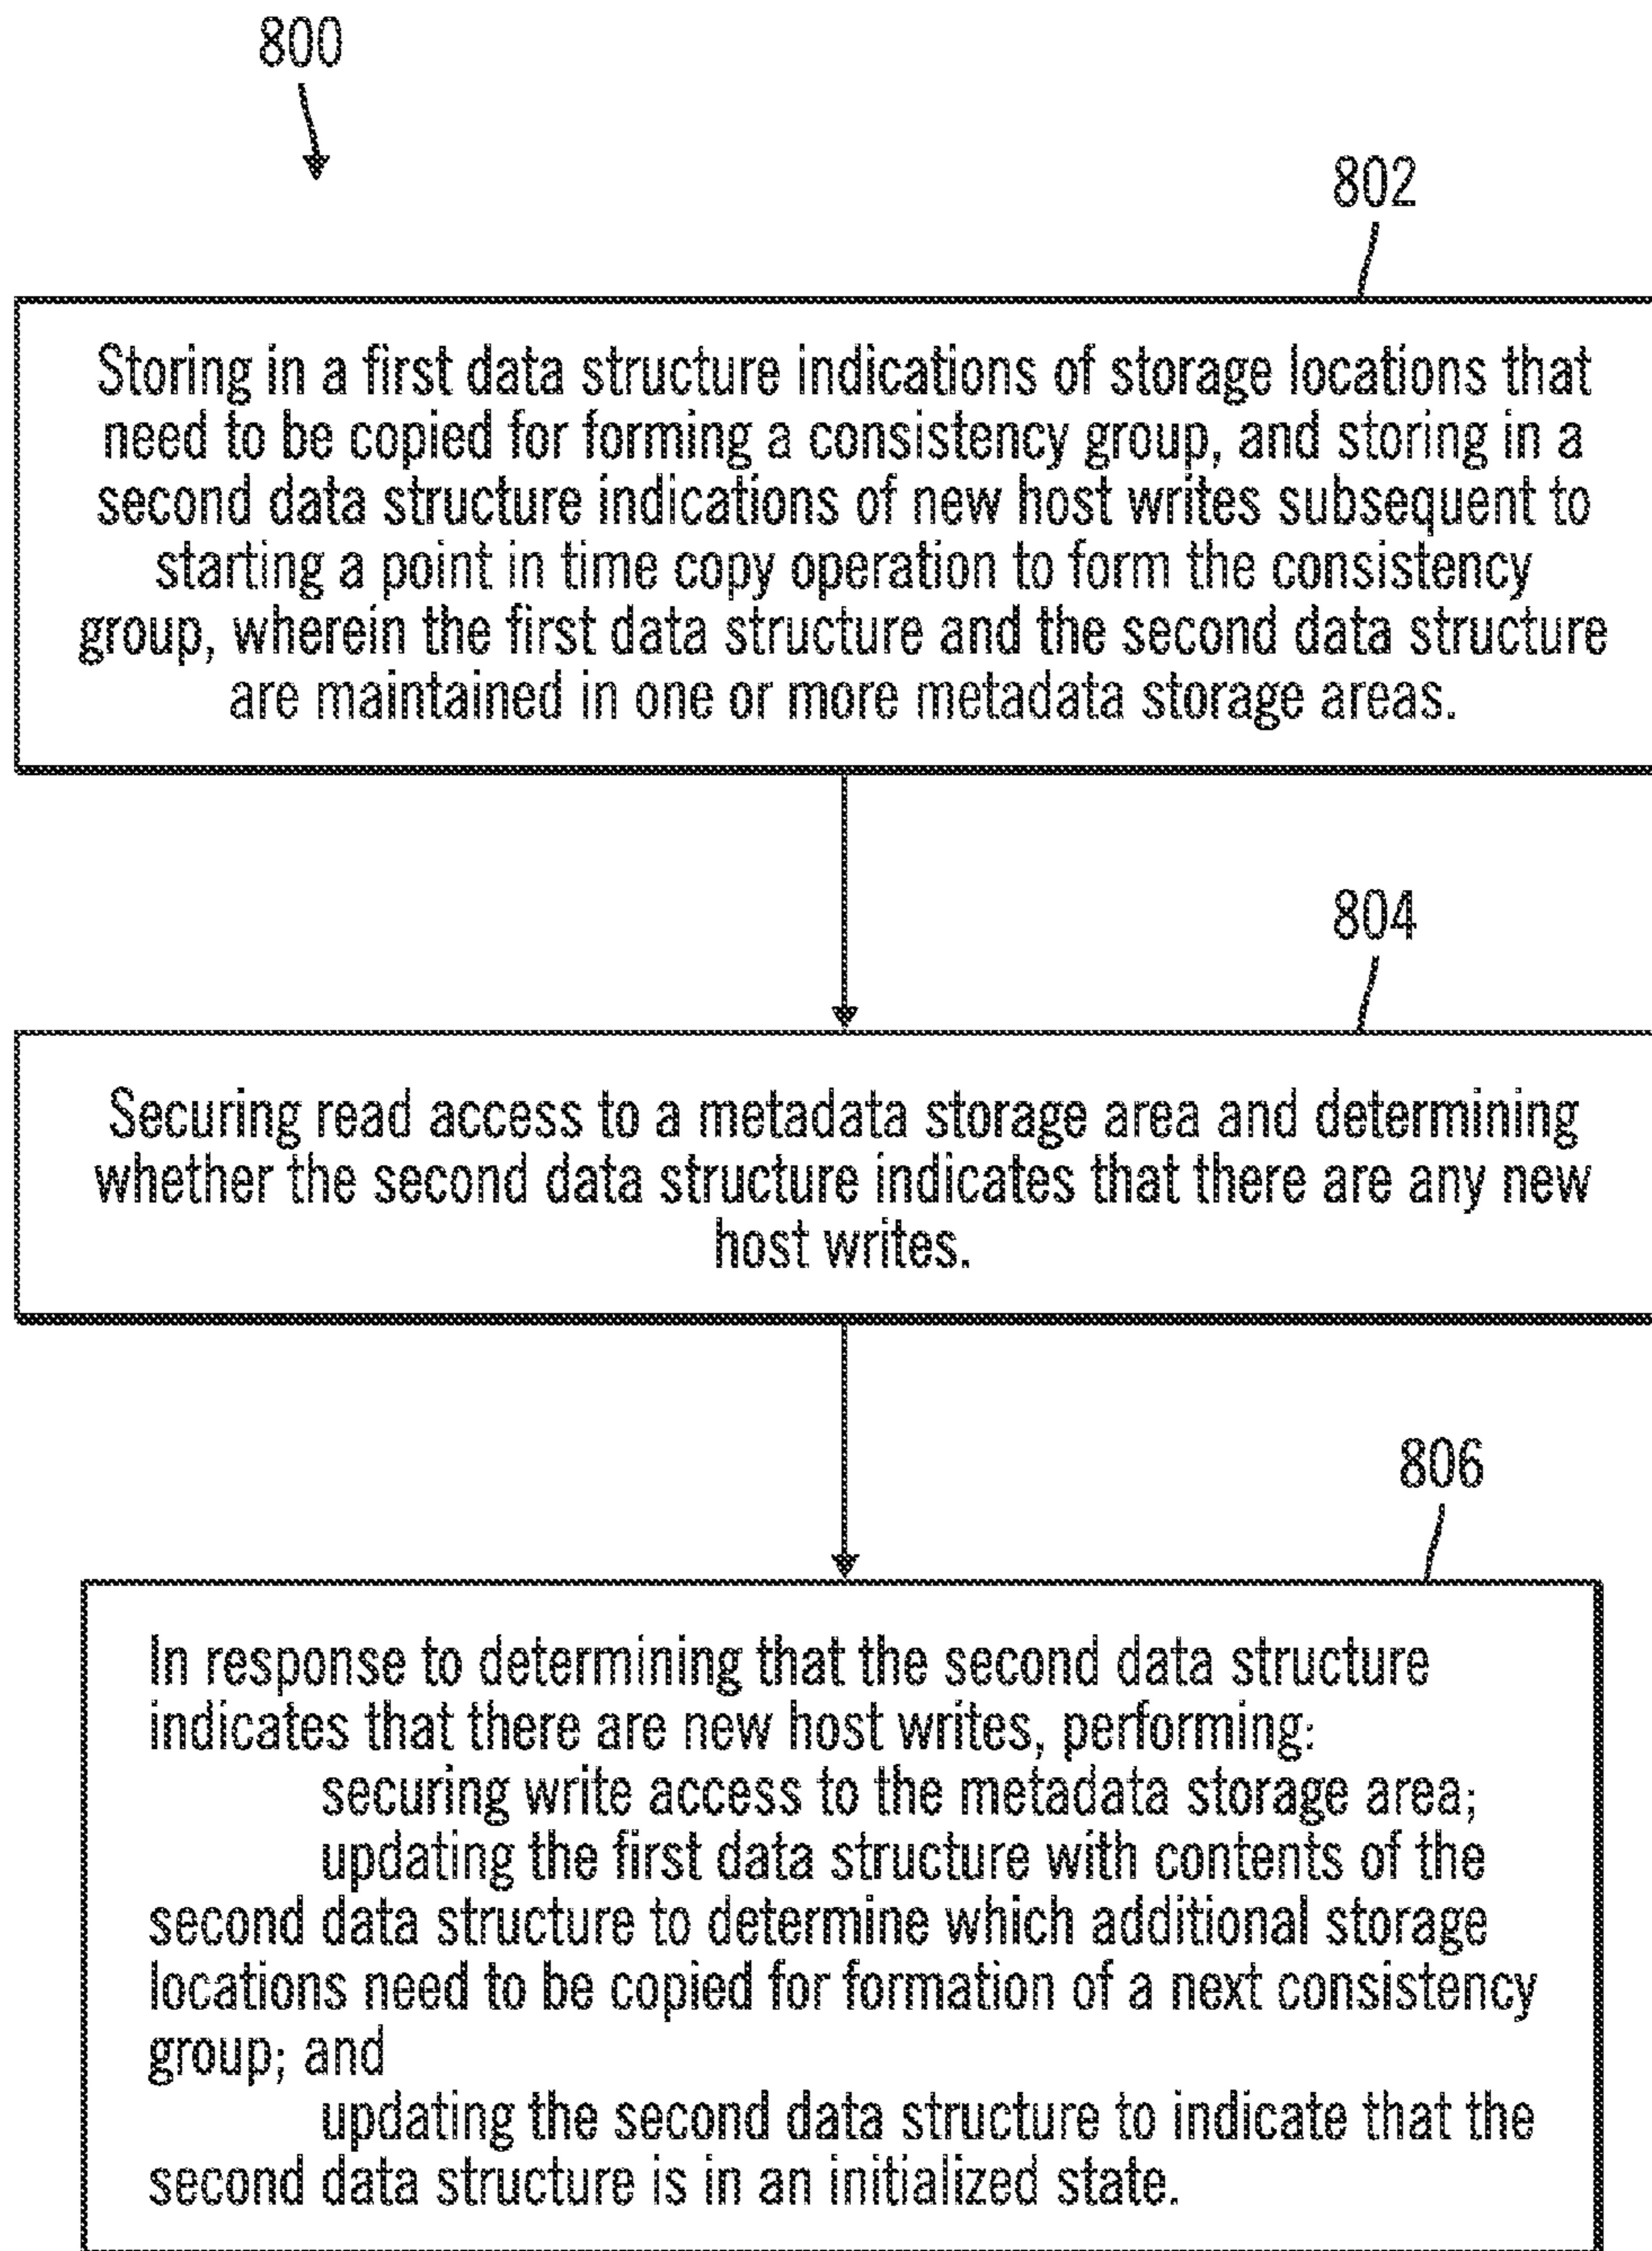 800
802
Storing in a first data structure indications of storage locations that
need to be copied for forming a consistency group, and storing in a
second data structure indications of new host writes subsequent to
starting a point in time copy operation to form the consistency
group, wherein the first data structure and the second data structure
are maintained in one or more metadata storage areas.
804
Securing read access to a metadata storage area and determining
whether the second data structure indicates that there are any new
host writes.
806
In response to determining that the second data structure
indicates that there are new host writes, performing:
securing write access to the metadata storage area;
updating the first data structure with contents of the
second data structure to determine which additional storage
locations need to be copied for formation of a next consistency
group; and
updating the second data structure to indicate that the
second data structure is in an initialized state.